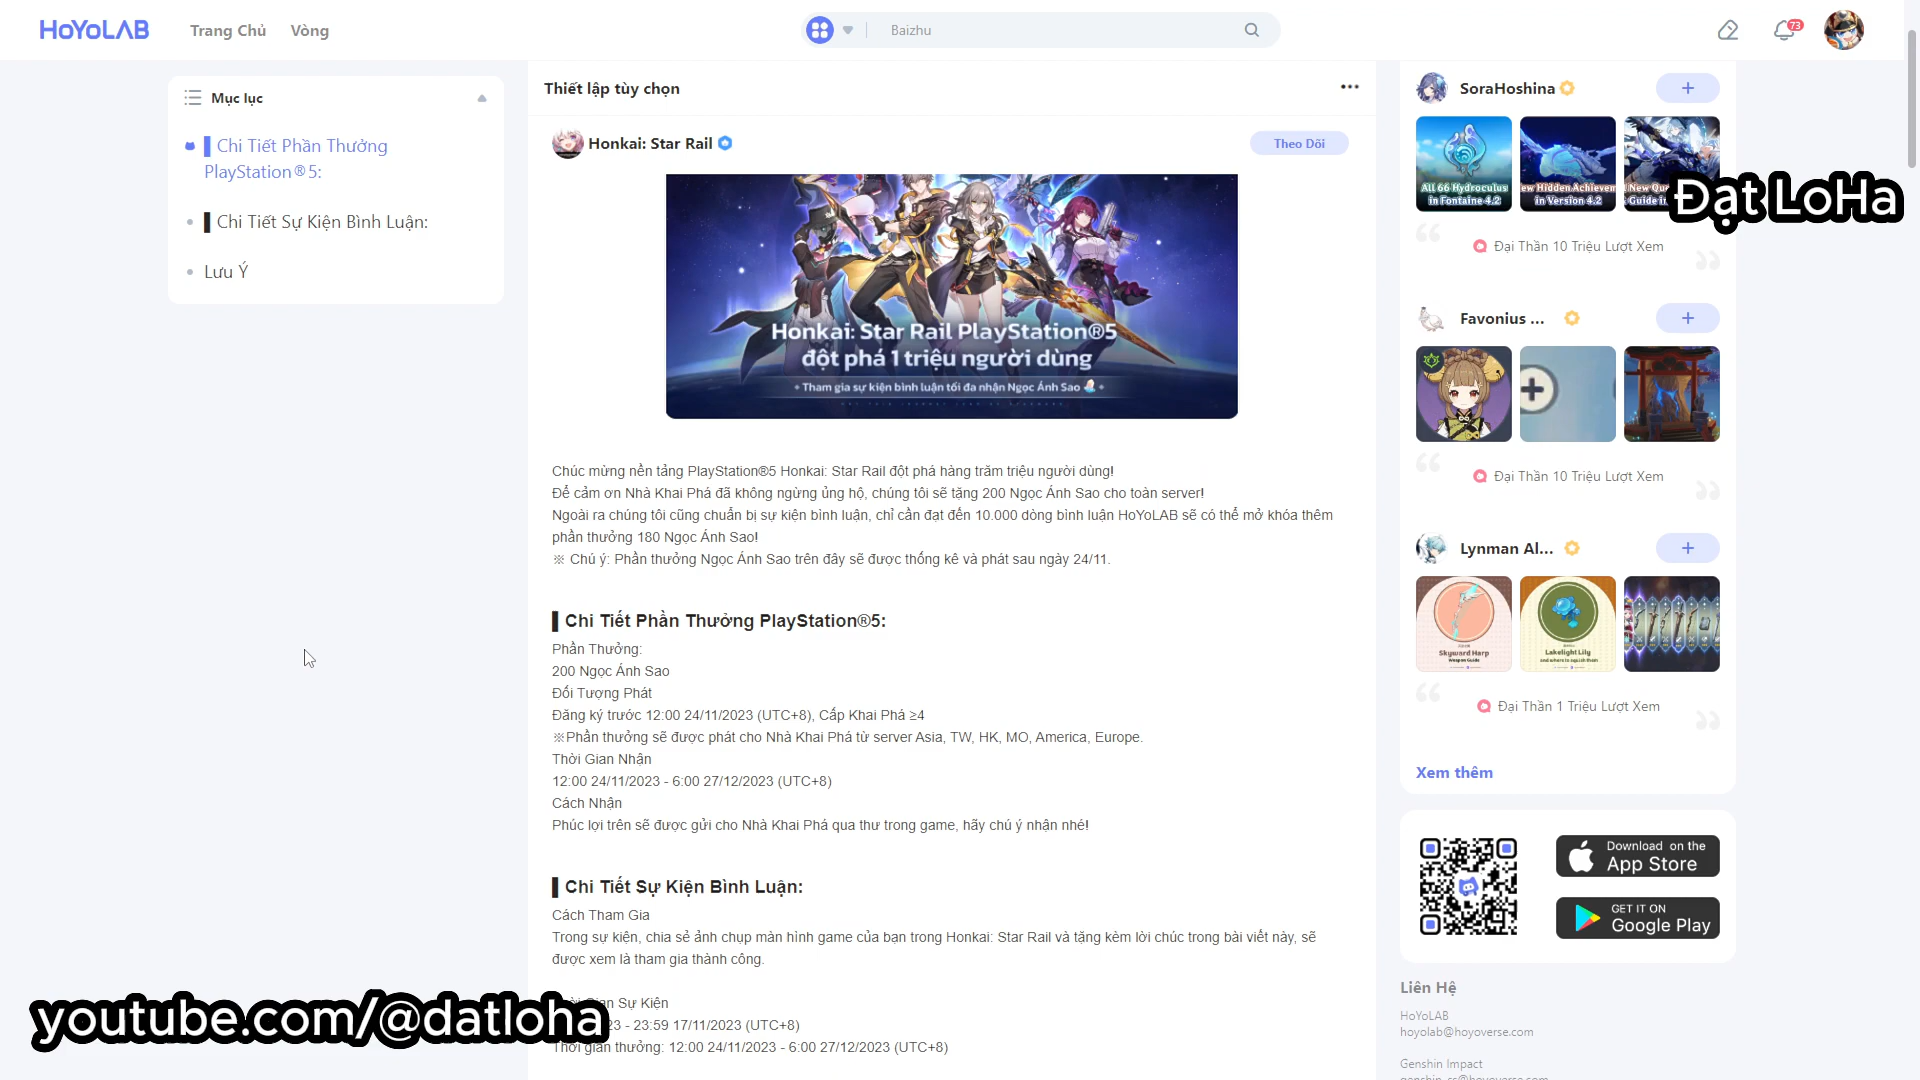 HoYoLAB
Trang Chủ
Vòng
Baizhu
73
Mục lục
▌Chi Tiết Phần Thưởng
PlayStation®5:
▌Chi Tiết Sự Kiện Bình Luận:
Lưu Ý
Thiết lập tùy chọn
Honkai: Star Rail
Theo Dõi
Honkai: Star Rail PlayStation®5
đột phá 1 triệu người dùng
Tham gia sự kiện bình luận tối đa nhận Ngọc Ánh Sao
Chúc mừng nền tảng PlayStation®5 Honkai: Star Rail đột phá hàng trăm triệu người dùng!
Để cảm ơn Nhà Khai Phá đã không ngừng ủng hộ, chúng tôi sẽ tặng 200 Ngọc Ánh Sao cho toàn server!
Ngoài ra chúng tôi cũng chuẩn bị sự kiện bình luận, chỉ cần đạt đến 10.000 dòng bình luận HoYoLAB sẽ có thể mở khóa thêm
phần thưởng 180 Ngọc Ánh Sao!
※ Chú ý: Phần thưởng Ngọc Ánh Sao trên đây sẽ được thống kê và phát sau ngày 24/11.
▌Chi Tiết Phần Thưởng PlayStation®5:
Phần Thưởng:
200 Ngọc Ánh Sao
Đối Tượng Phát
Đăng ký trước 12:00 24/11/2023 (UTC+8), Cấp Khai Phá ≥4
※Phần thưởng sẽ được phát cho Nhà Khai Phá từ server Asia, TW, HK, MO, America, Europe.
Thời Gian Nhận
12:00 24/11/2023 - 6:00 27/12/2023 (UTC+8)
Cách Nhận
Phúc lợi trên sẽ được gửi cho Nhà Khai Phá qua thư trong game, hãy chú ý nhận nhé!
▌Chi Tiết Sự Kiện Bình Luận:
Cách Tham Gia
Trong sự kiện, chia sẻ ảnh chụp màn hình game của bạn trong Honkai: Star Rail và tặng kèm lời chúc trong bài viết này, sẽ
được xem là tham gia thành công.
Gian Sự Kiện
- 23:59 17/11/2023 (UTC+8)
Thời gian thưởng: 12:00 24/11/2023 - 6:00 27/12/2023 (UTC+8)
youtube.com/@datloha
SoraHoshina
All 66 Hydroculus
in Fontaine 4.2
Hidden
in Version 4.2
New
Guide
Đạt LoHa
Đại Thần 10 Triệu Lượt Xem
Favonius ...
Đại Thần 10 Triệu Lượt Xem
Lynman Al...
Skyward Harp
Weapon Guide
Lakelight Lily
and where to find them
Đại Thần 1 Triệu Lượt Xem
Xem thêm
Download on the
App Store
GET IT ON
Google Play
Liên Hệ
HoYoLAB
hoyolab@hoyoverse.com
Genshin Impact